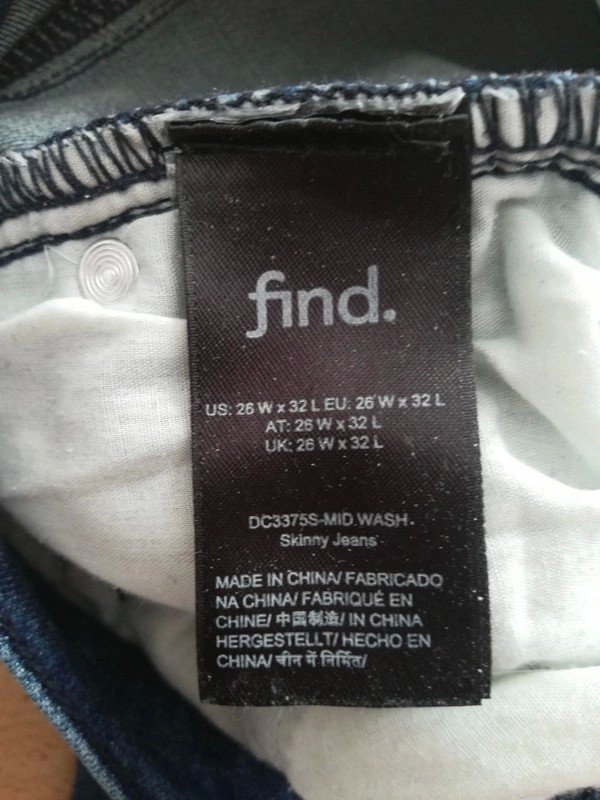 find.
US: 26 W x 32 L EU: 26 W x 32 L
AT: 26 W x 32 L
UK: 26 W x 32 L
DC3375S-MID WASH-
Skinny Jeans
MADE IN CHINA/ FABRICADO
NA CHINA/ FABRIQUÉ EN
CHINE/ 中国制造/ IN CHINA
HERGESTELLT/ HECHO EN
CHINA/ चीन में निर्मित/